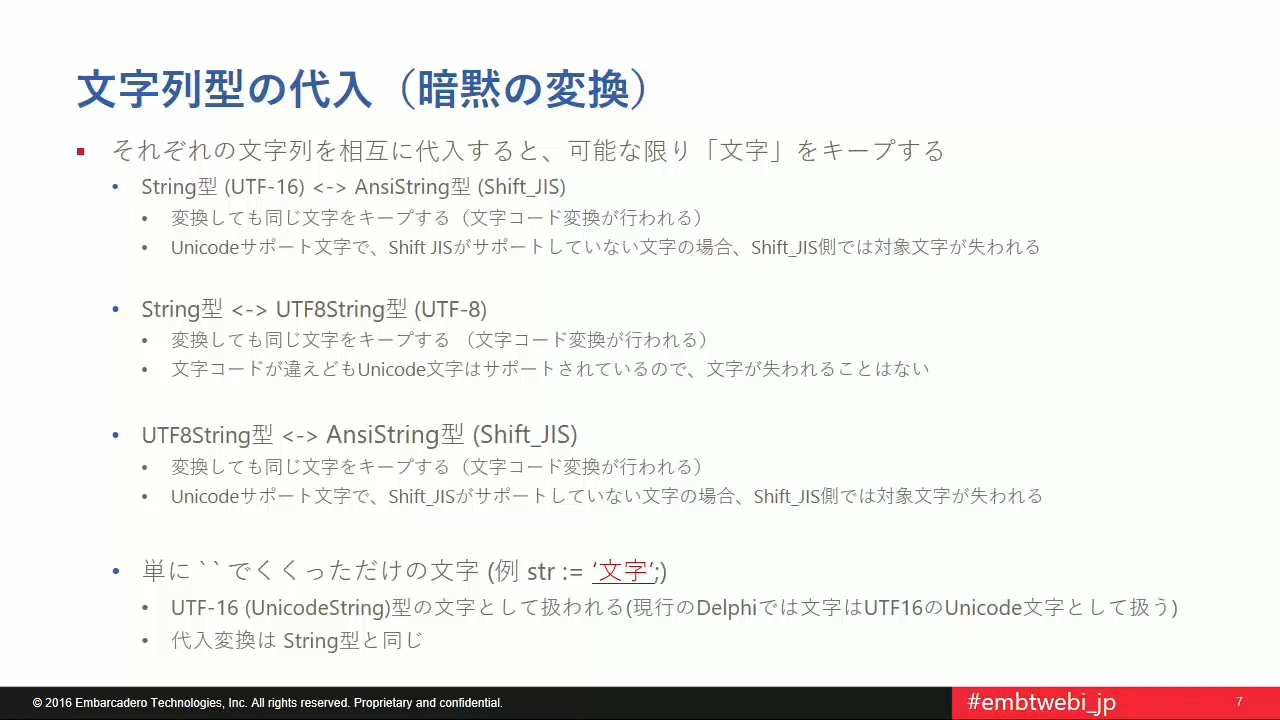 文字列型の代入（暗黙の変換）
それぞれの文字列を相互に代入すると、可能な限り「文字」をキープする
String型 (UTF-16) <-> AnsiString型 (Shift_JIS)
変換しても同じ文字をキープする（文字コード変換が行われる）
Unicodeサポート文字で、Shift JISがサポートしていない文字の場合、Shift_JIS側では対象文字が失われる
String型 <-> UTF8String型 (UTF-8)
変換しても同じ文字をキープする （文字コード変換が行われる）
文字コードが違えどもUnicode文字はサポートされているので、文字が失われることはない
UTF8String型 <-> AnsiString型 (Shift_JIS)
変換しても同じ文字をキープする（文字コード変換が行われる）
Unicodeサポート文字で、Shift_JISがサポートしていない文字の場合、Shift_JIS側では対象文字が失われる
単に ` ` でくくっただけの文字 (例 str := ‘文字’;)
UTF-16 (UnicodeString)型の文字として扱われる(現行のDelphiでは文字はUTF16のUnicode文字として扱う)
代入変換は String型と同じ
© 2016 Embarcadero Technologies, Inc. All rights reserved. Proprietary and confidential.
#embtwebi_jp
7